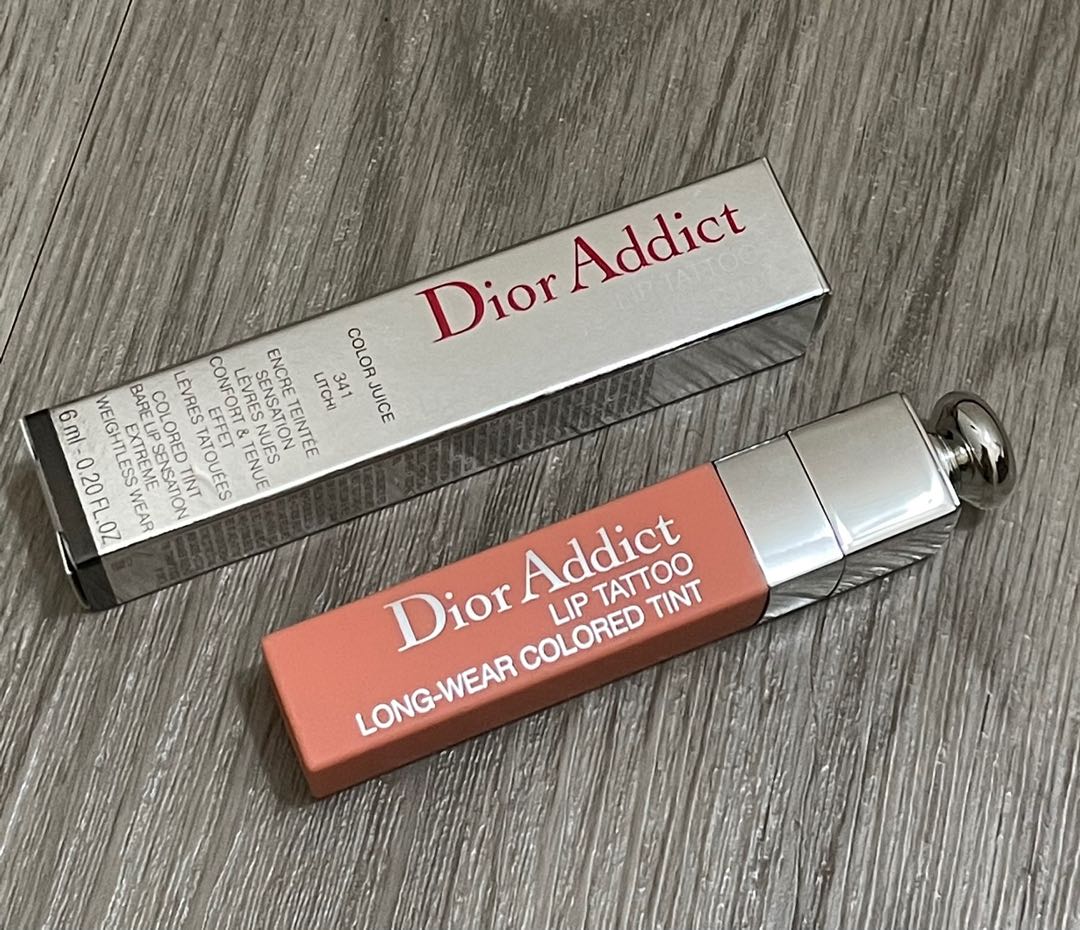 Dior Addict
LIP TATTOO
COLOR JUICE
341
LITCHI
ENCRE TEINTÉE
SENSATION
LÈVRES NUES
CONFORT & TENUE
EFFET
LÈVRES TATOUÉES
COLORED TINT
BARE LIP SENSATION
EXTREME
WEIGHTLESS WEAR
6 ml - 0.20 FL.OZ
Dior Addict
LIP TATTOO
LONG-WEAR COLORED TINT